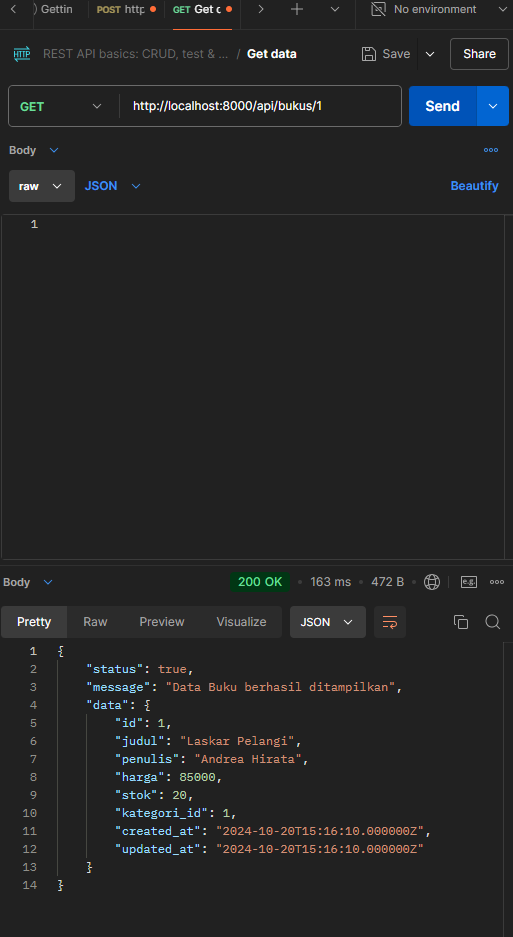 Gettin POST http GET Get c No environment
HTTP REST API basics: CRUD, test & ... / Get data Save Share
GET http://localhost:8000/api/bukus/1 Send
Body
raw JSON Beautify
1
Body 200 OK 163 ms 472 B e.g.
Pretty Raw Preview Visualize JSON
1 {
2 "status": true,
3 "message": "Data Buku berhasil ditampilkan",
4 "data": {
5 "id": 1,
6 "judul": "Laskar Pelangi",
7 "penulis": "Andrea Hirata",
8 "harga": 85000,
9 "stok": 20,
10 "kategori_id": 1,
11 "created_at": "2024-10-20T15:16:10.000000Z",
12 "updated_at": "2024-10-20T15:16:10.000000Z"
13 }
14 }